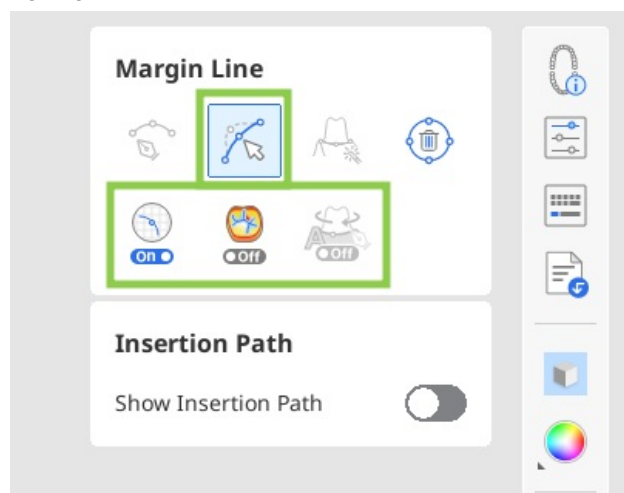 Margin Line
On
Off
A
Off
Insertion Path
Show Insertion Path